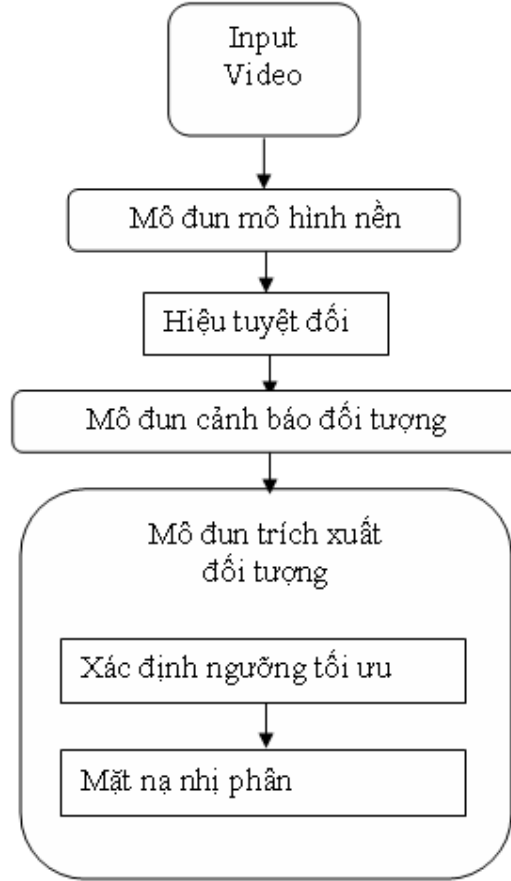 Input
Video
Mô đun mô hình nền
Hiệu tuyệt đối
Mô đun cảnh báo đối tượng
Mô đun trích xuất
đối tượng
Xác định ngưỡng tối ưu
Mặt nạ nhị phân